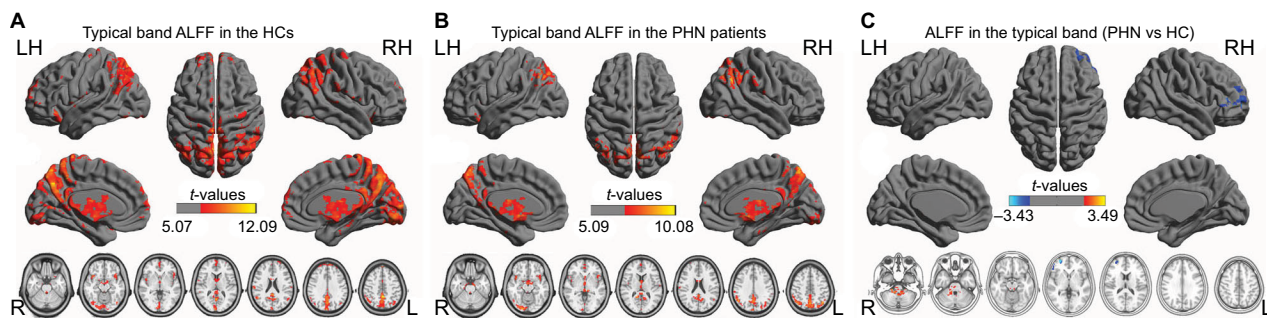 A
Typical band ALFF in the HCs
LH
RH
t-values
5.07
12.09
R
L
B
Typical band ALFF in the PHN patients
LH
RH
t-values
5.09
10.08
R
L
C
ALFF in the typical band (PHN vs HC)
LH
RH
t-values
–3.43
3.49
R
L